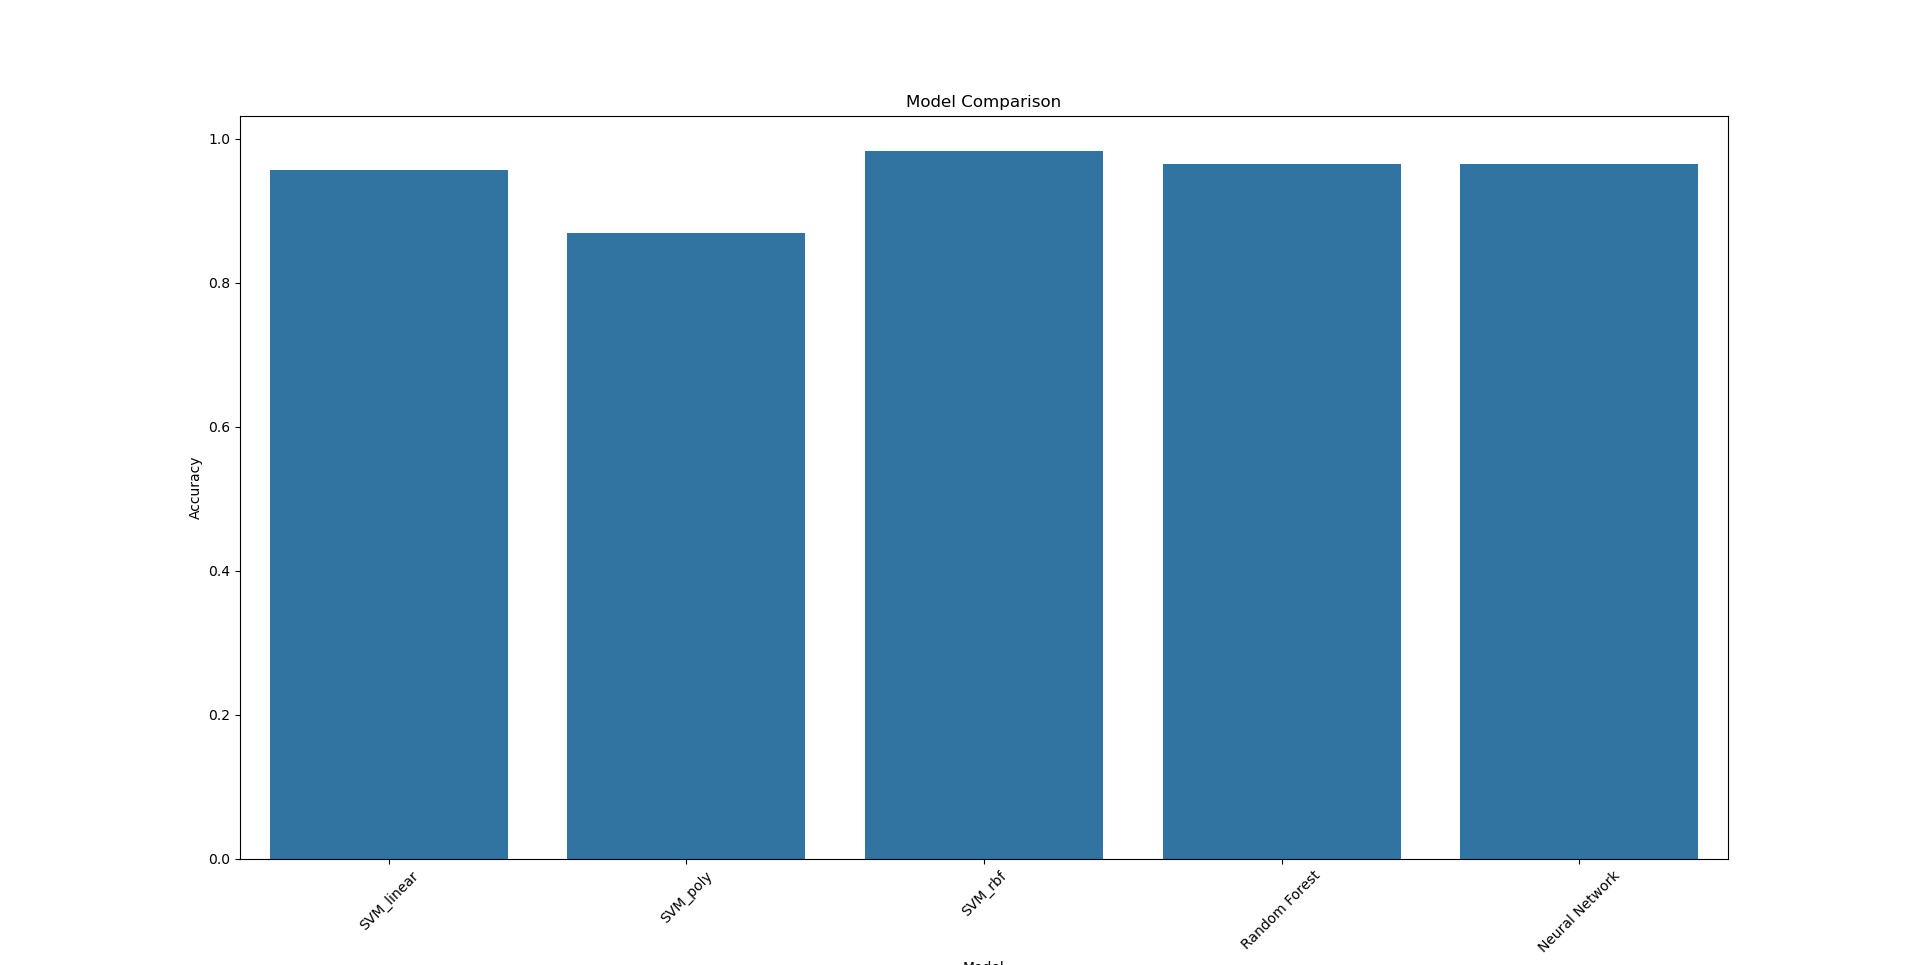 Model Comparison
1.0
0.8
0.6
0.4
0.2
0.0
Accuracy
SVM_linear
SVM_poly
SVM_rbf
Random Forest
Neural Network
Model